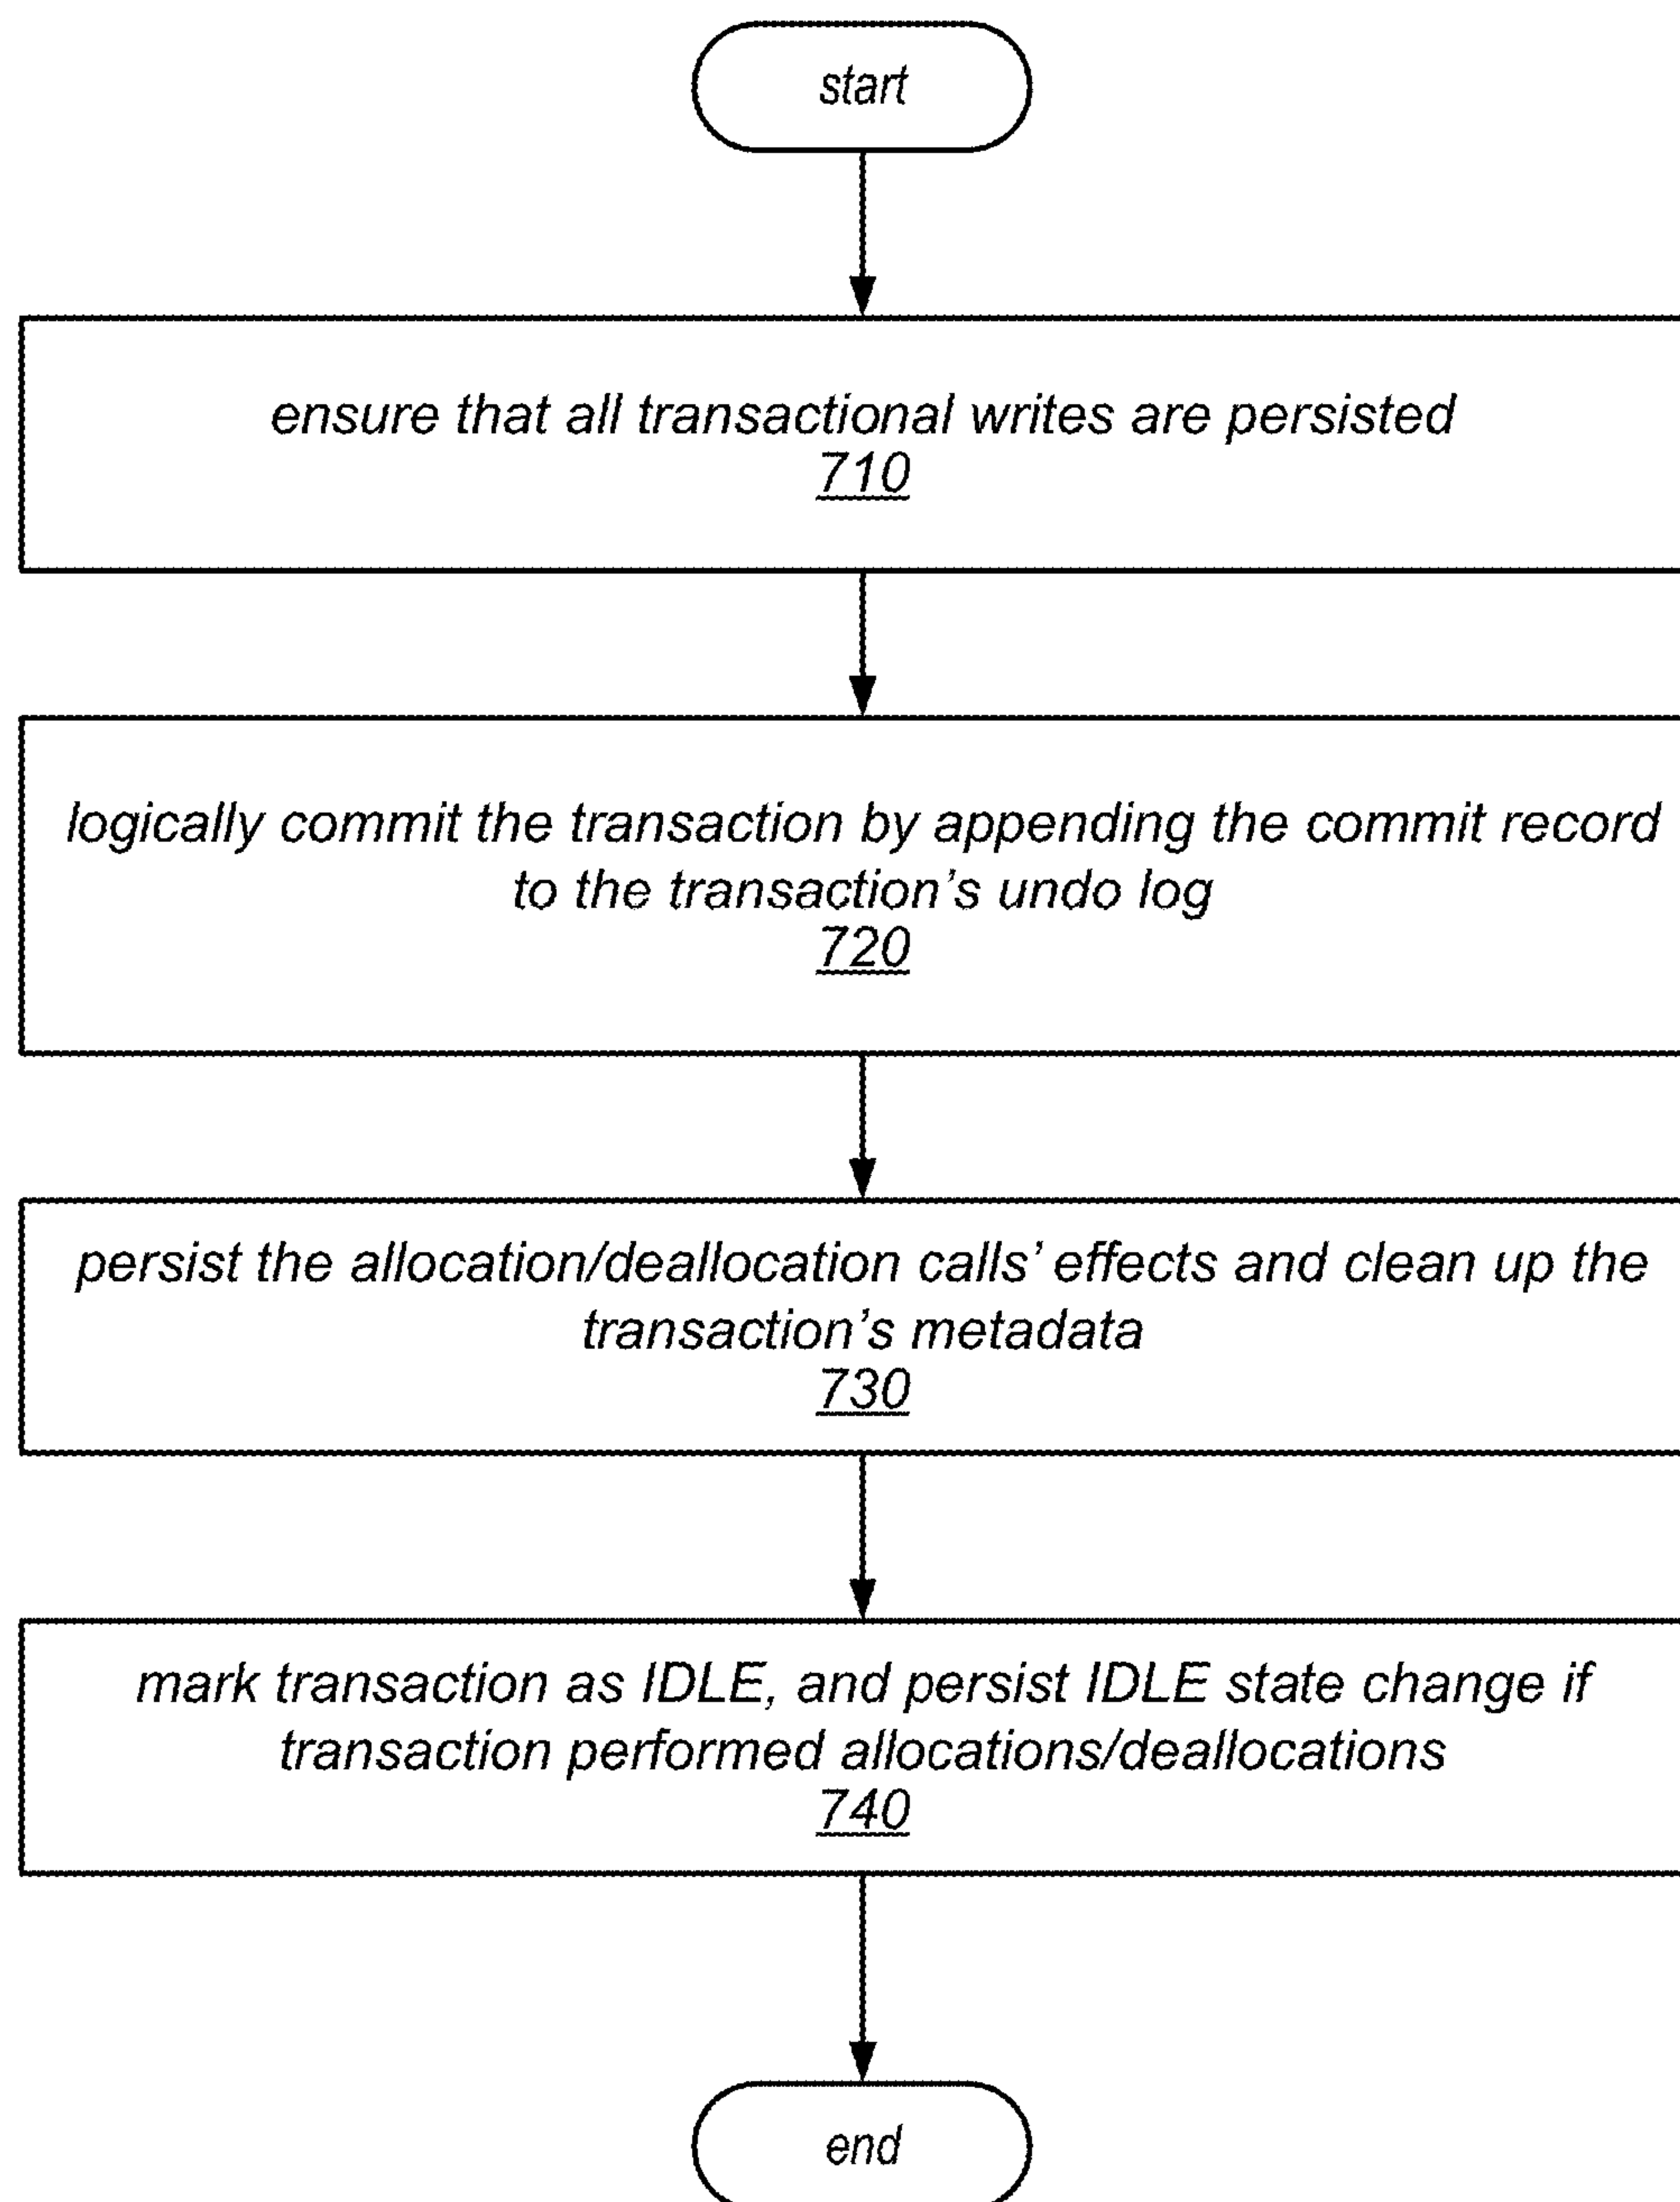 start
ensure that all transactional writes are persisted
710
logically commit the transaction by appending the commit record
to the transaction's undo log
720
persist the allocation/deallocation calls' effects and clean up the
transaction's metadata
730
mark transaction as IDLE, and persist IDLE state change if
transaction performed allocations/deallocations
740
end